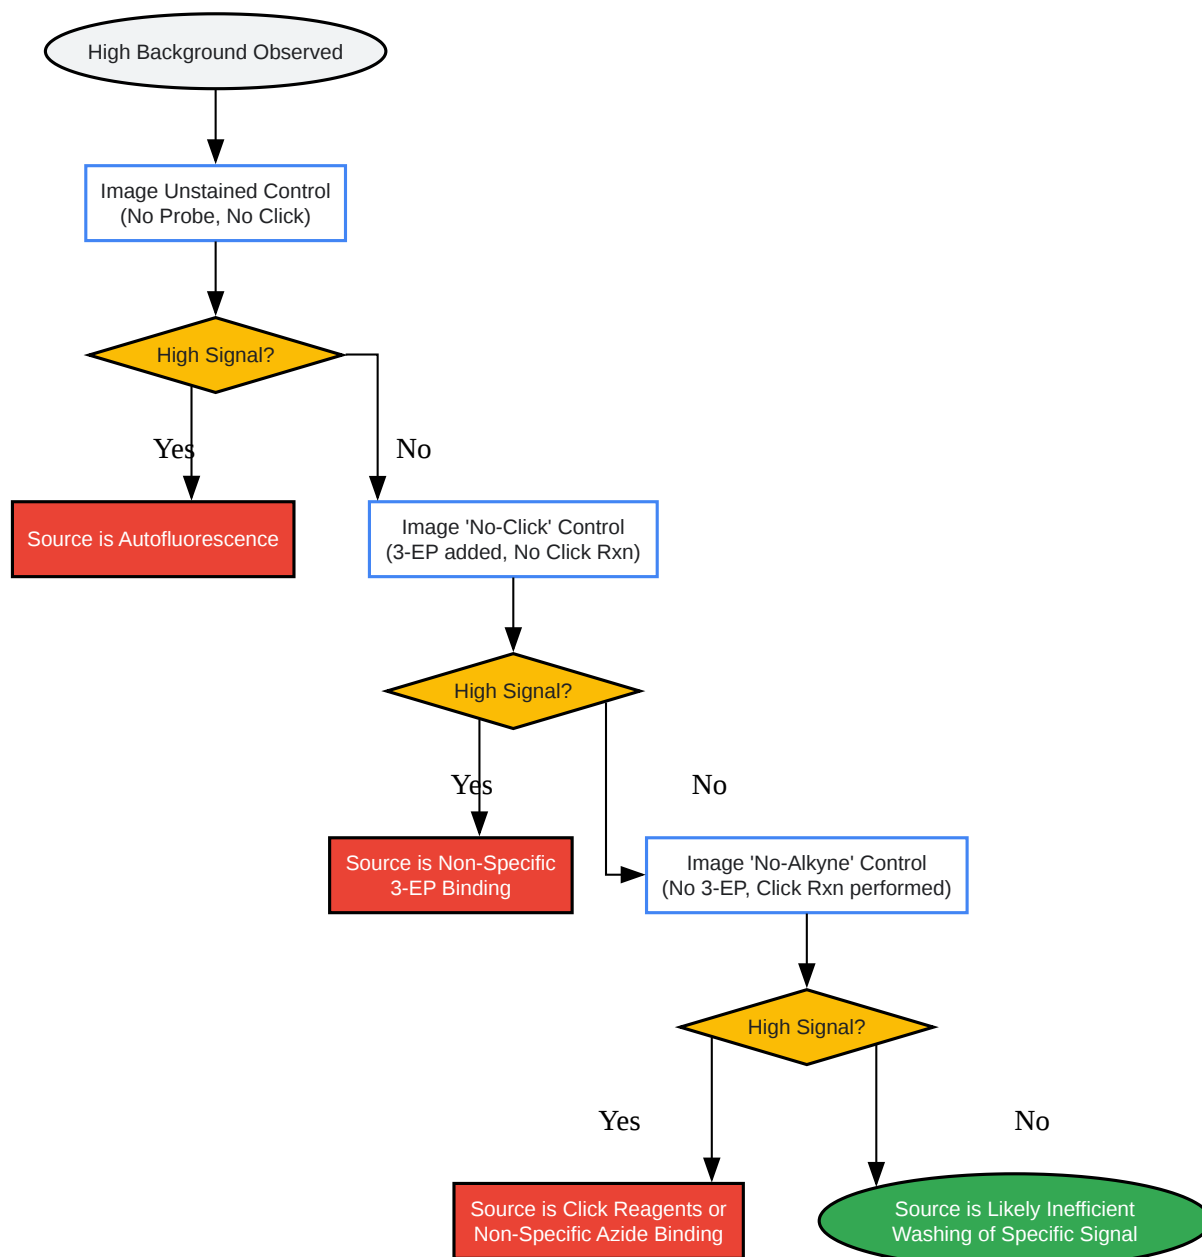 High Background Observed
Image Unstained Control
(No Probe, No Click)
High Signal?
Yes
No
Source is Autofluorescence
Image 'No-Click' Control
(3-EP added, No Click Rxn)
High Signal?
Yes
No
Source is Non-Specific
3-EP Binding
Image 'No-Alkyne' Control
(No 3-EP, Click Rxn performed)
High Signal?
Yes
No
Source is Click Reagents or
Non-Specific Azide Binding
Source is Likely Inefficient
Washing of Specific Signal